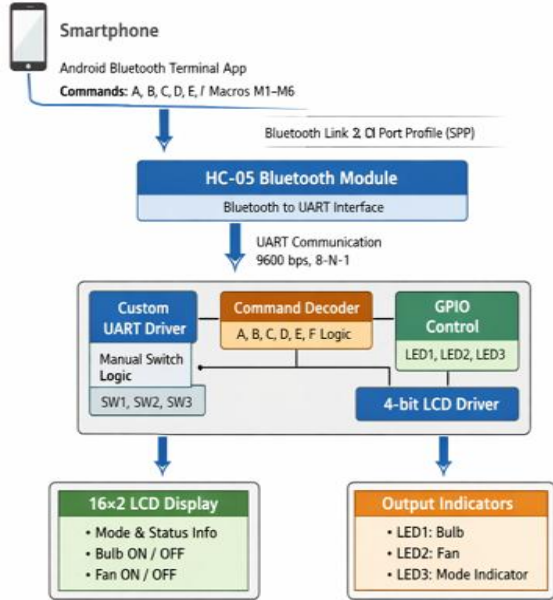 Smartphone
Android Bluetooth Terminal App
Commands: A, B, C, D, E, / Macros M1–M6
Bluetooth Link 2 CI Port Profile (SPP)
HC-05 Bluetooth Module
Bluetooth to UART Interface
UART Communication
9600 bps, 8-N-1
Custom
UART Driver
Manual Switch
Logic
SW1, SW2, SW3
Command Decoder
A, B, C, D, E, F Logic
GPIO
Control
LED1, LED2, LED3
4-bit LCD Driver
16×2 LCD Display
• Mode & Status Info
• Bulb ON / OFF
• Fan ON / OFF
Output Indicators
• LED1: Bulb
• LED2: Fan
• LED3: Mode Indicator